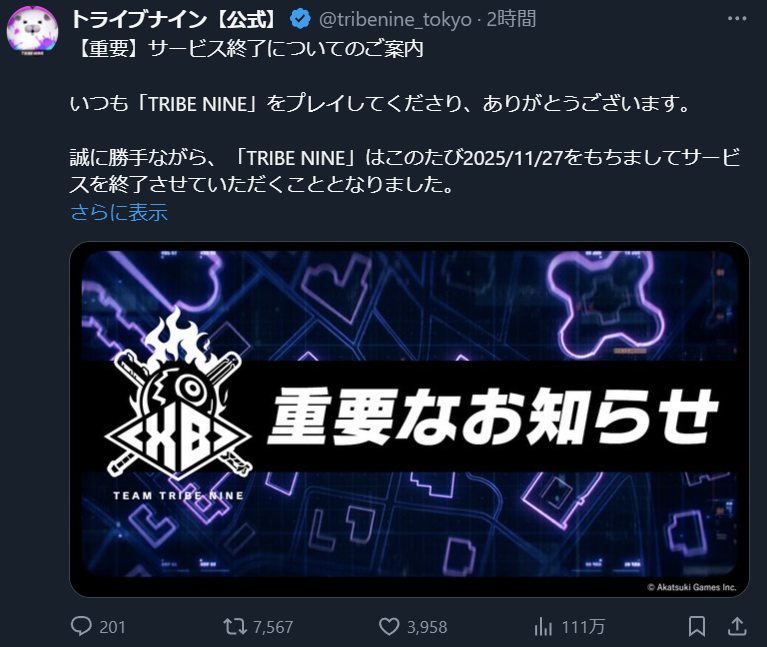 トライブナイン【公式】 @tribenine_tokyo · 2時間
【重要】サービス終了についてのご案内
いつも「TRIBE NINE」をプレイしてくださり、ありがとうございます。
誠に勝手ながら、「TRIBE NINE」はこのたび2025/11/27をもちましてサービ
スを終了させていただくこととなりました。
さらに表示
XB
TEAM TRIBE NINE
重要なお知らせ
© Akatsuki Games Inc.
201 7,567 3,958 111万